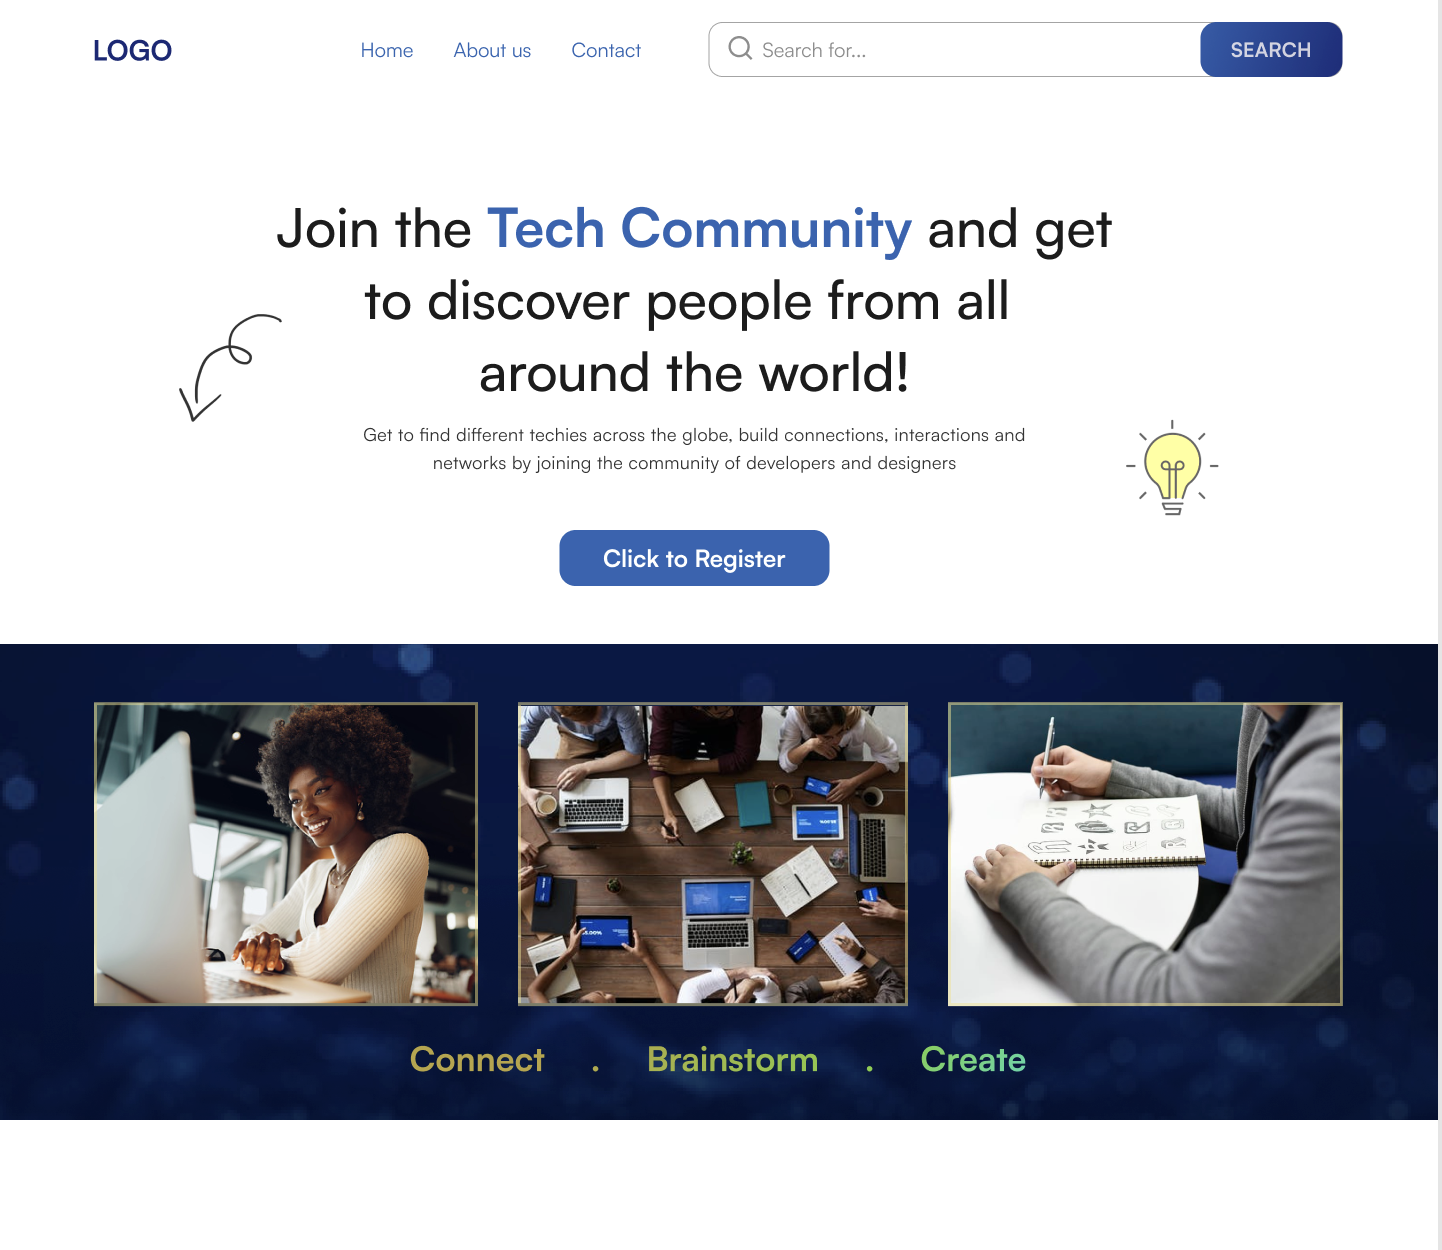 LOGO
Home About us Contact
Search for...
SEARCH
Join the Tech Community and get
to discover people from all
around the world!
Get to find different techies across the globe, build connections, interactions and
networks by joining the community of developers and designers
Click to Register
Connect . Brainstorm . Create